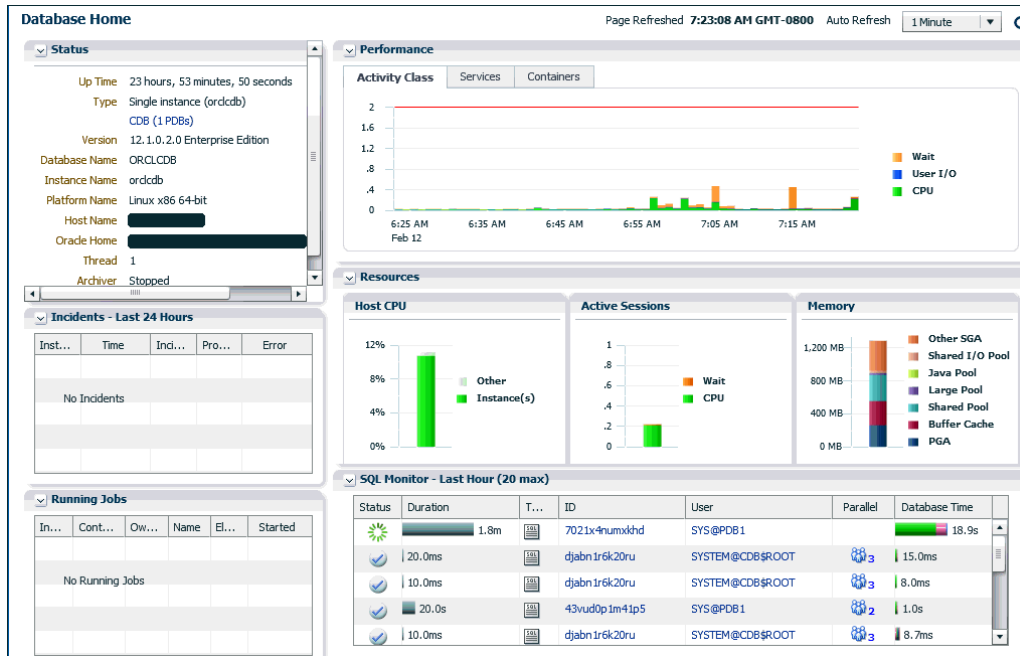 Database Home
Page Refreshed 7:23:08 AM GMT-0800 Auto Refresh 1 Minute
Status
Up Time 23 hours, 53 minutes, 50 seconds
Type Single instance (orclcdb)
CDB (1 PDBs)
Version 12.1.0.2.0 Enterprise Edition
Database Name ORCLCDB
Instance Name orclcdb
Platform Name Linux x86 64-bit
Host Name
Oracle Home
Thread 1
Archiver Stopped
Incidents - Last 24 Hours
Inst... Time Inci... Pro... Error
No Incidents
Running Jobs
In... Cont... Ow... Name El... Started
No Running Jobs
Performance
Activity Class Services Containers
2
1.6
1.2
.8
.4
0
6:25 AM 6:35 AM 6:45 AM 6:55 AM 7:05 AM 7:15 AM
Feb 12
Wait
User I/O
CPU
Resources
Host CPU
12%
8%
4%
0%
Other
Instance(s)
Active Sessions
1
.8
.6
.4
.2
0
Wait
CPU
Memory
1,200 MB
800 MB
400 MB
0 MB
Other SGA
Shared I/O Pool
Java Pool
Large Pool
Shared Pool
Buffer Cache
PGA
SQL Monitor - Last Hour (20 max)
Status Duration T... ID User Parallel Database Time
1.8m SQL 7021x4numxkhd SYS@PDB1 18.9s
20.0ms SQL djabn1r6k20ru SYSTEM@CDB$ROOT 3 15.0ms
10.0ms SQL djabn1r6k20ru SYSTEM@CDB$ROOT 3 8.0ms
20.0s SQL 43vud0p1m41p5 SYS@PDB1 2 1.0s
10.0ms SQL djabn1r6k20ru SYSTEM@CDB$ROOT 3 8.7ms